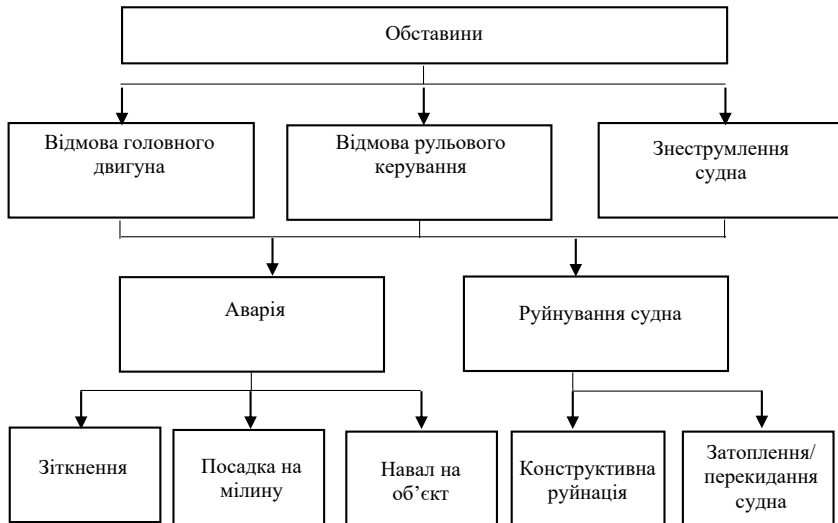 Обставини
Відмова головного
двигуна
Відмова рульового
керування
Знеструмлення
судна
Аварія
Руйнування судна
Зіткнення
Посадка на
мілину
Навал на
об’єкт
Конструктивна
руйнація
Затоплення/
перекидання
судна